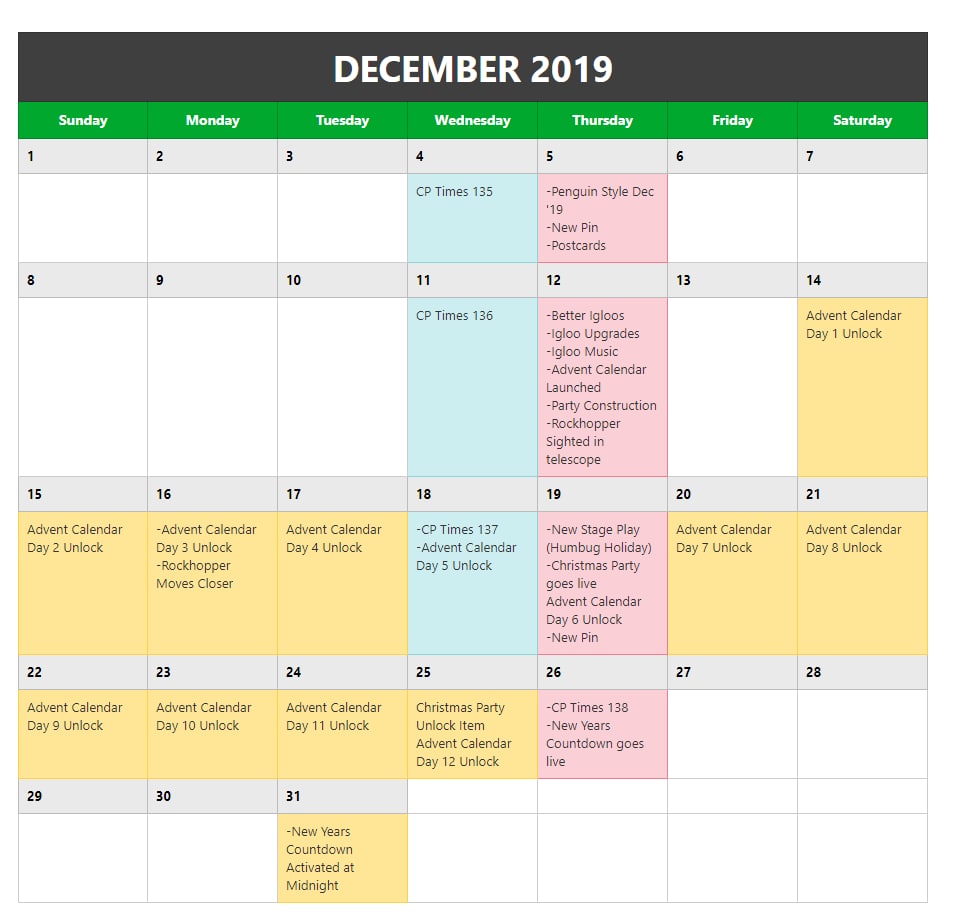 DECEMBER 2019
Sunday Monday Tuesday Wednesday Thursday Friday Saturday
1 2 3 4 5 6 7
CP Times 135
-Penguin Style Dec
'19
-New Pin
-Postcards
8 9 10 11 12 13 14
CP Times 136
-Better Igloos
-Igloo Upgrades
-Igloo Music
-Advent Calendar
Launched
-Party Construction
-Rockhopper
Sighted in
telescope
Advent Calendar
Day 1 Unlock
15 16 17 18 19 20 21
Advent Calendar
Day 2 Unlock
-Advent Calendar
Day 3 Unlock
-Rockhopper
Moves Closer
Advent Calendar
Day 4 Unlock
-CP Times 137
-Advent Calendar
Day 5 Unlock
-New Stage Play
(Humbug Holiday)
-Christmas Party
goes live
Advent Calendar
Day 6 Unlock
-New Pin
Advent Calendar
Day 7 Unlock
Advent Calendar
Day 8 Unlock
22 23 24 25 26 27 28
Advent Calendar
Day 9 Unlock
Advent Calendar
Day 10 Unlock
Advent Calendar
Day 11 Unlock
Christmas Party
Unlock Item
Advent Calendar
Day 12 Unlock
-CP Times 138
-New Years
Countdown goes
live
29 30 31
-New Years
Countdown
Activated at
Midnight